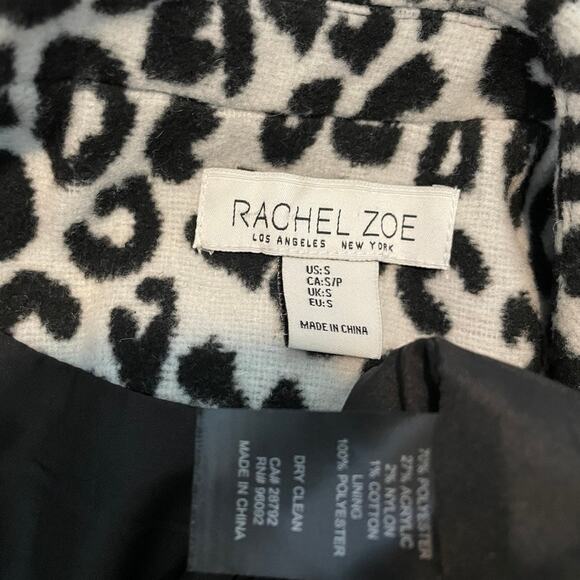 RACHEL ZOE
LOS ANGELES NEW YORK
US:S
CA:S/P
UK:S
EU:S
MADE IN CHINA
70% POLYESTER
27% ACRYLIC
2% NYLON
1% COTTON
LINING
100% POLYESTER
DRY CLEAN
CA# 28792
RN# 96092
MADE IN CHINA